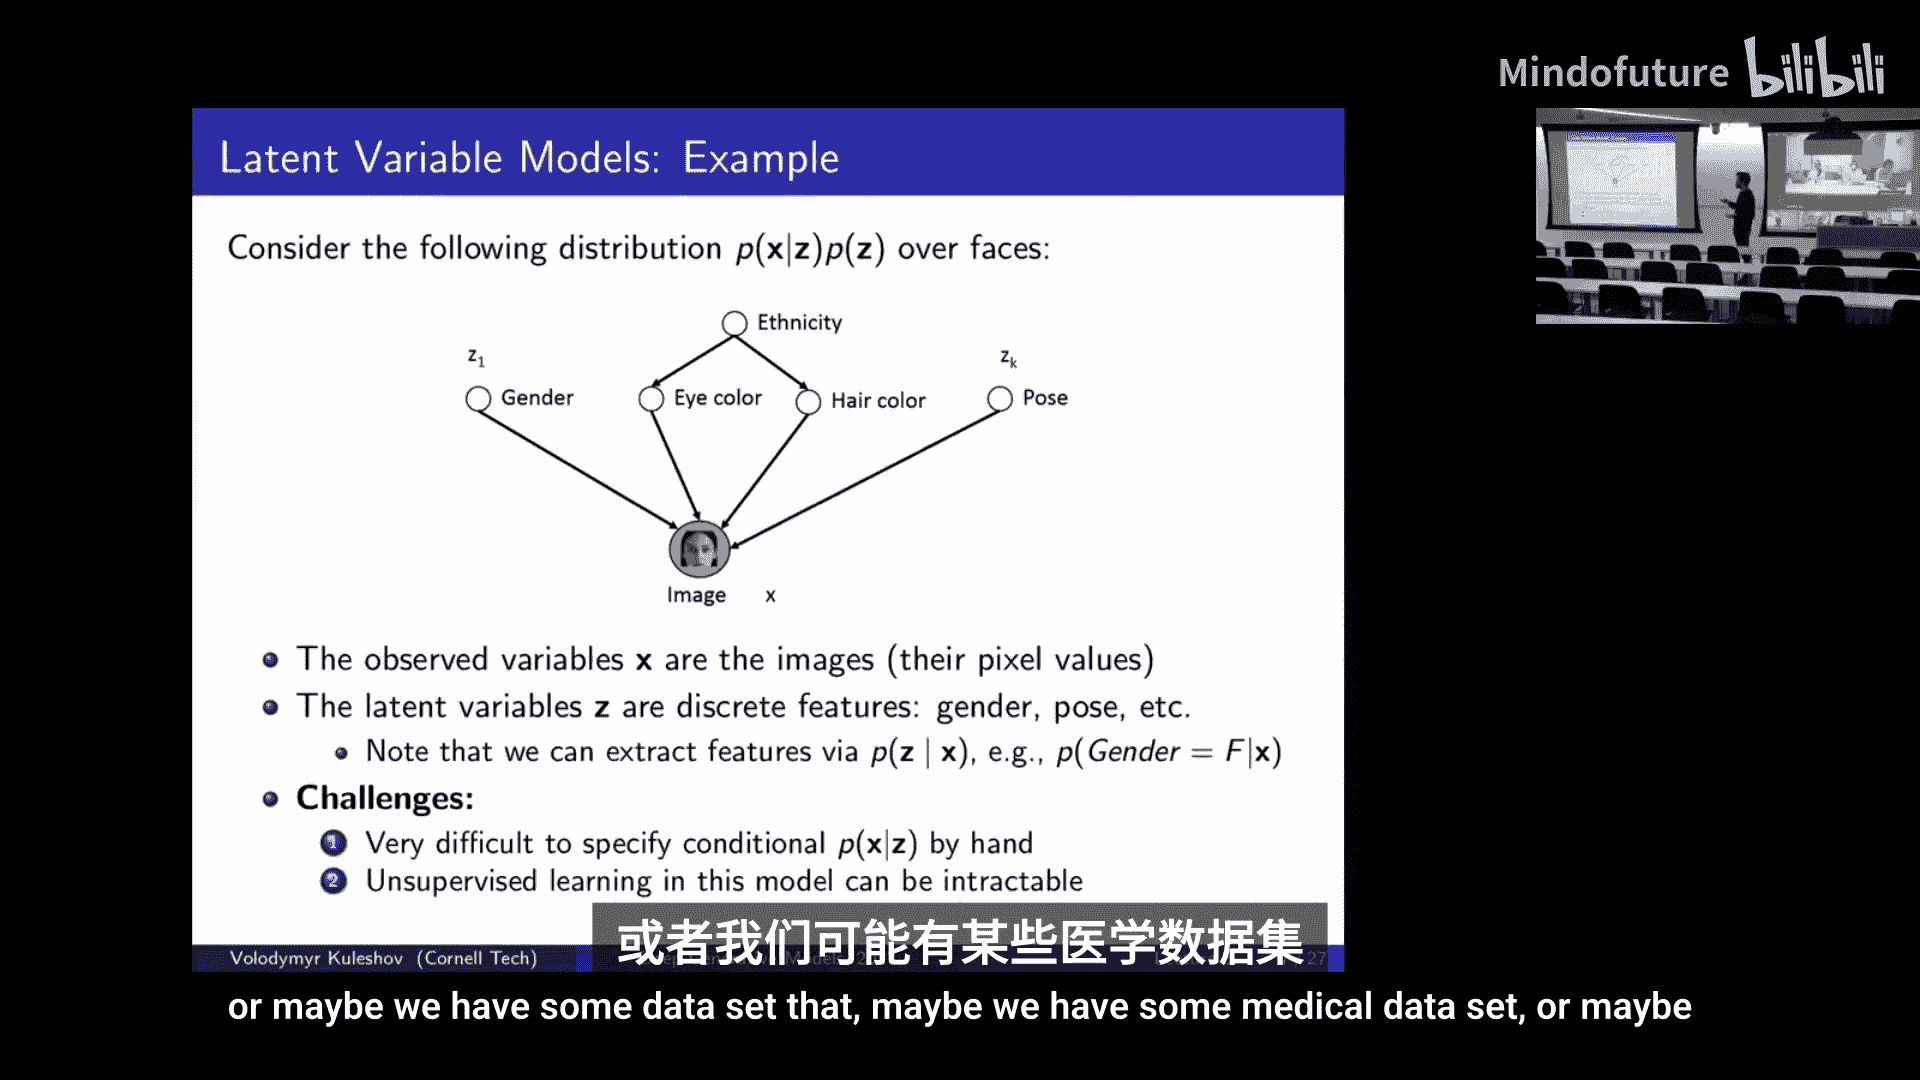 Mindofuture bilibili
Latent Variable Models: Example
Consider the following distribution p(x|z)p(z) over faces:
Ethnicity
z1 zk
Gender Eye color Hair color Pose
Image x
The observed variables x are the images (their pixel values)
The latent variables z are discrete features: gender, pose, etc.
Note that we can extract features via p(z | x), e.g., p(Gender = F|x)
Challenges:
1 Very difficult to specify conditional p(x|z) by hand
2 Unsupervised learning in this model can be intractable
或者我们可能有某些医学数据集
Volodymyr Kuleshov (Cornell Tech) 27
or maybe we have some data set that, maybe we have some medical data set, or maybe